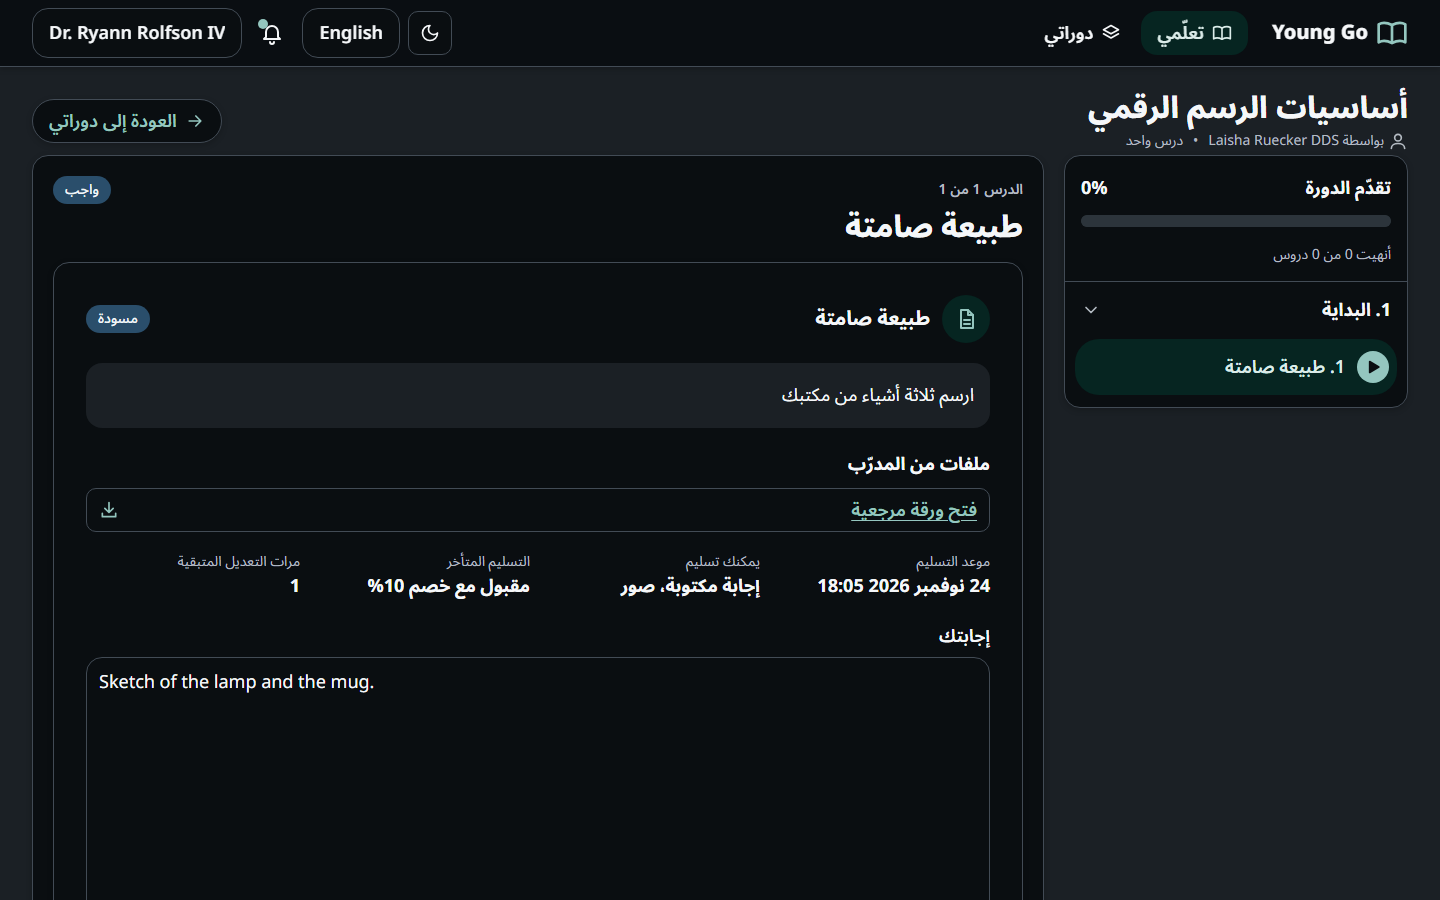 Young Go
تعلّمي
دوراتي
English
Dr. Ryann Rolfson IV
أساسيات الرسم الرقمي
بواسطة Laisha Ruecker DDS • درس واحد
العودة إلى دوراتي
تقدّم الدورة
0%
أنهيت 0 من 0 دروس
1. البداية
1. طبيعة صامتة
الدرس 1 من 1
واجب
طبيعة صامتة
طبيعة صامتة
مسودة
ارسم ثلاثة أشياء من مكتبك
ملفات من المدرّب
فتح ورقة مرجعية
موعد التسليم
24 نوفمبر 2026 18:05
يمكنك تسليم
إجابة مكتوبة، صور
التسليم المتأخر
مقبول مع خصم 10%
مرات التعديل المتبقية
1
إجابتك
Sketch of the lamp and the mug.